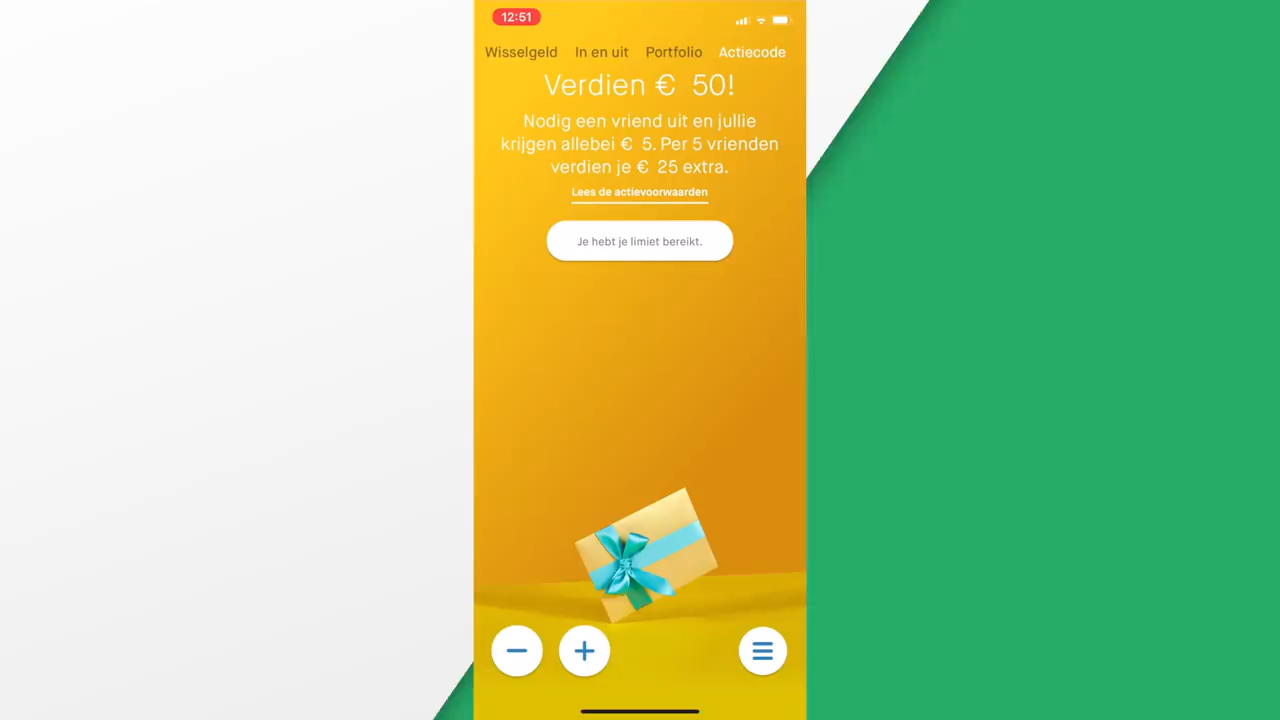 12:51
Wisselgeld In en uit Portfolio Actiecode
Verdien € 50!
Nodig een vriend uit en jullie
krijgen allebei € 5. Per 5 vrienden
verdien je € 25 extra.
Lees de actievoorwaarden
Je hebt je limiet bereikt.